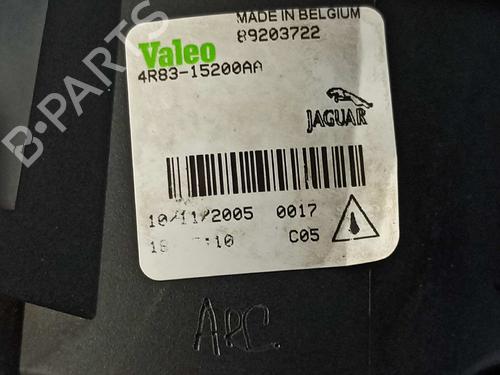 MADE IN BELGIUM
Valeo
89203722
4R83-15200AA
JAGUAR
10/11/2005 0017
C05
B-PARTS